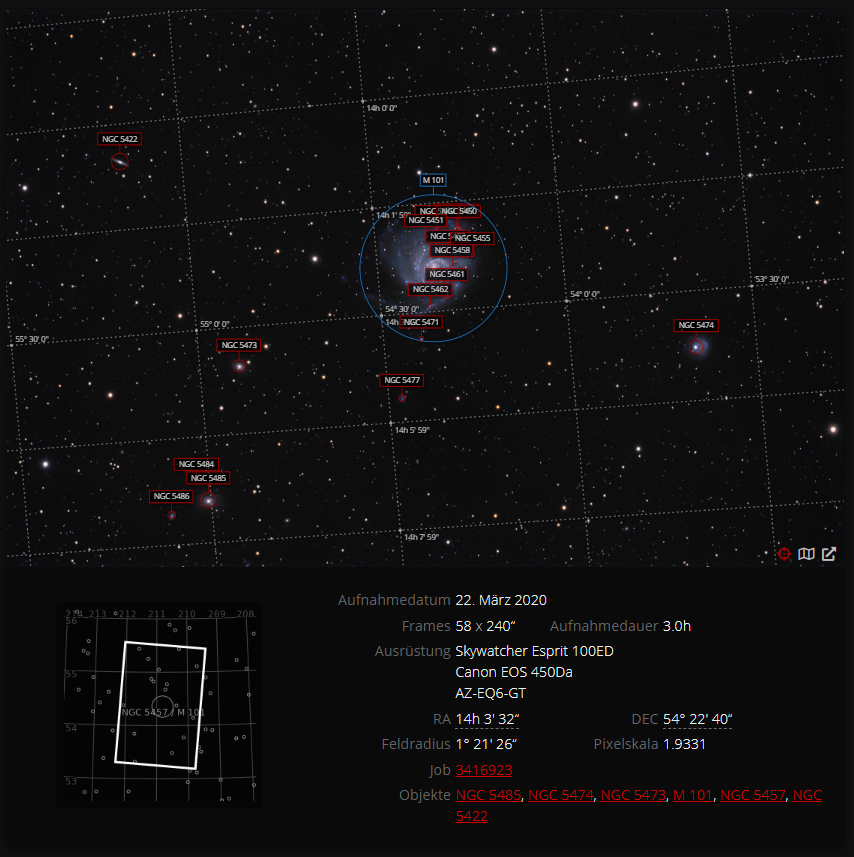 14h 0' 0"
NGC 5422
M 101
NGC 5450
14h 1' 59"
NGC 5451
NGC 5455
NGC 5458
NGC 5461
53° 30' 0"
NGC 5462
54° 0' 0"
54° 30' 0"
NGC 5471
55° 0' 0"
NGC 5474
55° 30' 0"
NGC 5473
NGC 5477
14h 5' 59"
NGC 5484
NGC 5485
NGC 5486
14h 7' 59"
Aufnahmedatum 22. März 2020
Frames 58 x 240“ Aufnahmedauer 3.0h
Ausrüstung Skywatcher Esprit 100ED
Canon EOS 450Da
AZ-EQ6-GT
RA 14h 3' 32“ DEC 54° 22' 40“
Feldradius 1° 21' 26“ Pixelskala 1.9331
Job 3416923
Objekte NGC 5485, NGC 5474, NGC 5473, M 101, NGC 5457, NGC
5422
213 212 211 210 209 208
56
55
NGC 5457 / M 101
54
53